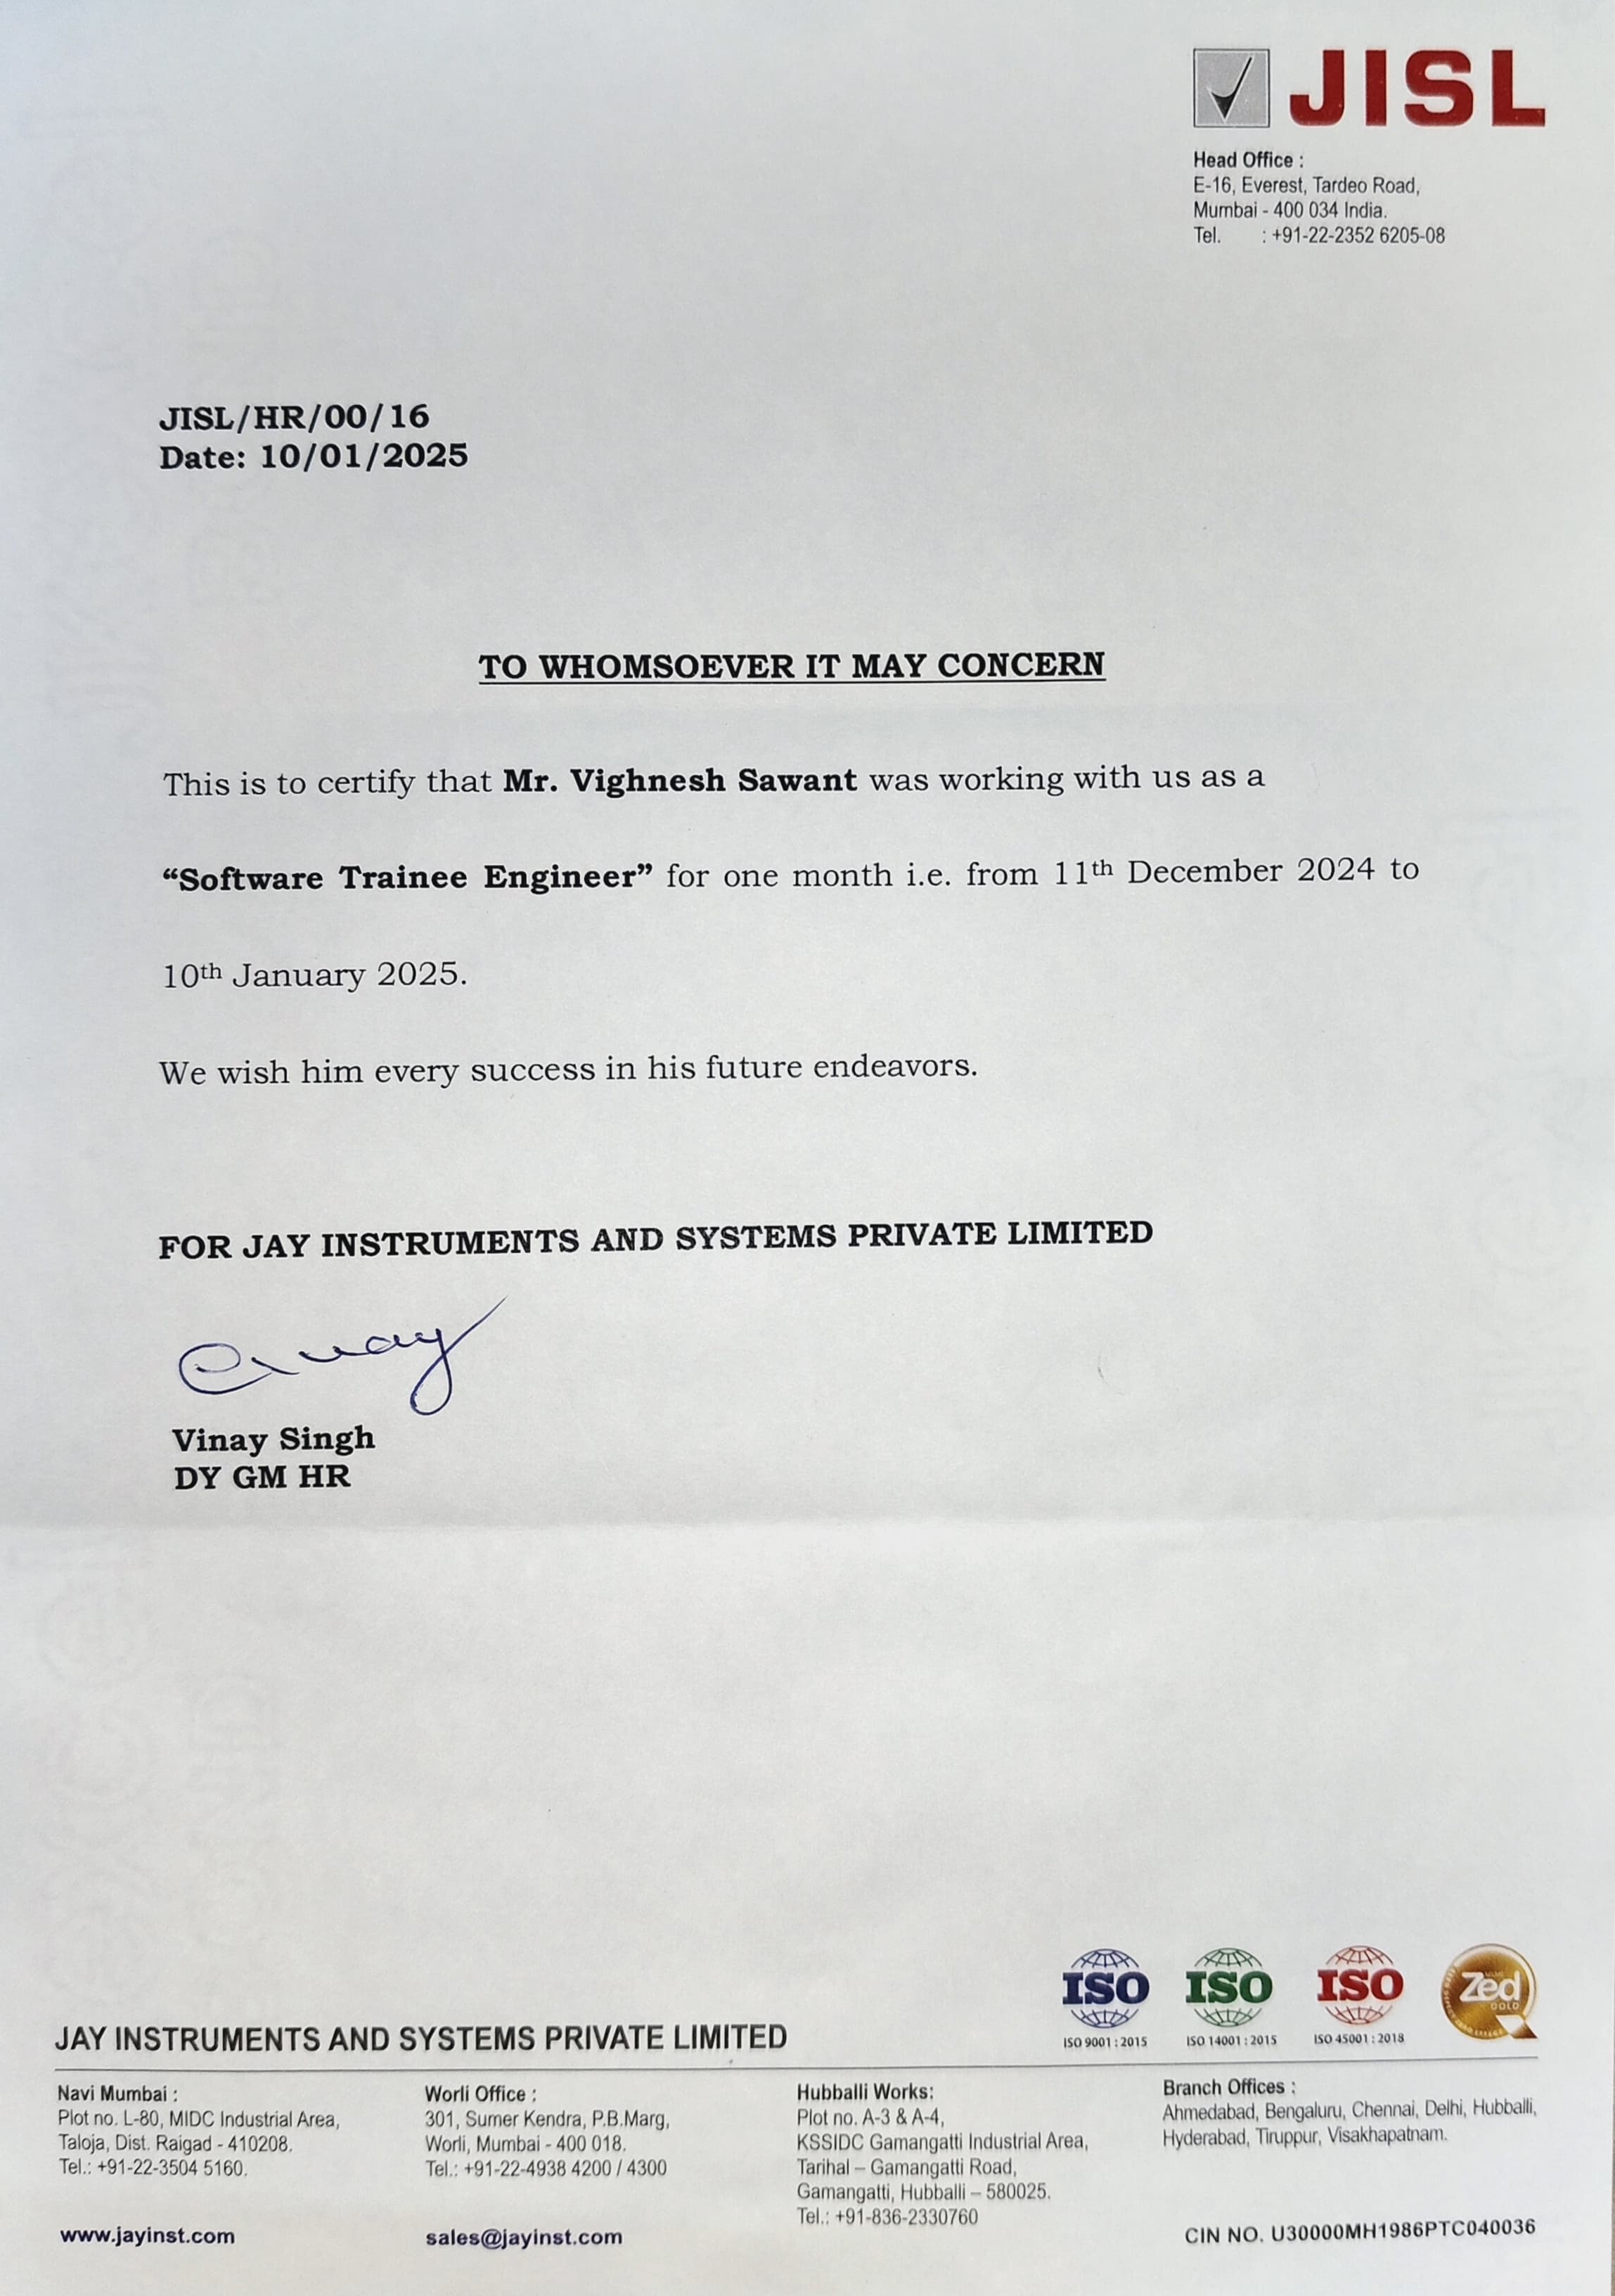 JISL
Head Office :
E-16, Everest, Tardeo Road,
Mumbai - 400 034 India.
Tel. : +91-22-2352 6205-08
JISL/HR/00/16
Date: 10/01/2025
TO WHOMSOEVER IT MAY CONCERN
This is to certify that Mr. Vighnesh Sawant was working with us as a
“Software Trainee Engineer” for one month i.e. from 11th December 2024 to
10th January 2025.
We wish him every success in his future endeavors.
FOR JAY INSTRUMENTS AND SYSTEMS PRIVATE LIMITED
Vinay Singh
DY GM HR
ISO ISO ISO Zed
GOLD
ISO 9001 : 2015 ISO 14001 : 2015 ISO 45001 : 2018
JAY INSTRUMENTS AND SYSTEMS PRIVATE LIMITED
Navi Mumbai :
Plot no. L-80, MIDC Industrial Area,
Taloja, Dist. Raigad - 410208.
Tel.: +91-22-3504 5160.
www.jayinst.com
Worli Office :
301, Sumer Kendra, P.B.Marg,
Worli, Mumbai - 400 018.
Tel.: +91-22-4938 4200 / 4300
sales@jayinst.com
Hubballi Works:
Plot no. A-3 & A-4,
KSSIDC Gamangatti Industrial Area,
Tarihal – Gamangatti Road,
Gamangatti, Hubballi – 580025.
Tel.: +91-836-2330760
Branch Offices :
Ahmedabad, Bengaluru, Chennai, Delhi, Hubballi,
Hyderabad, Tiruppur, Visakhapatnam.
CIN NO. U30000MH1986PTC040036